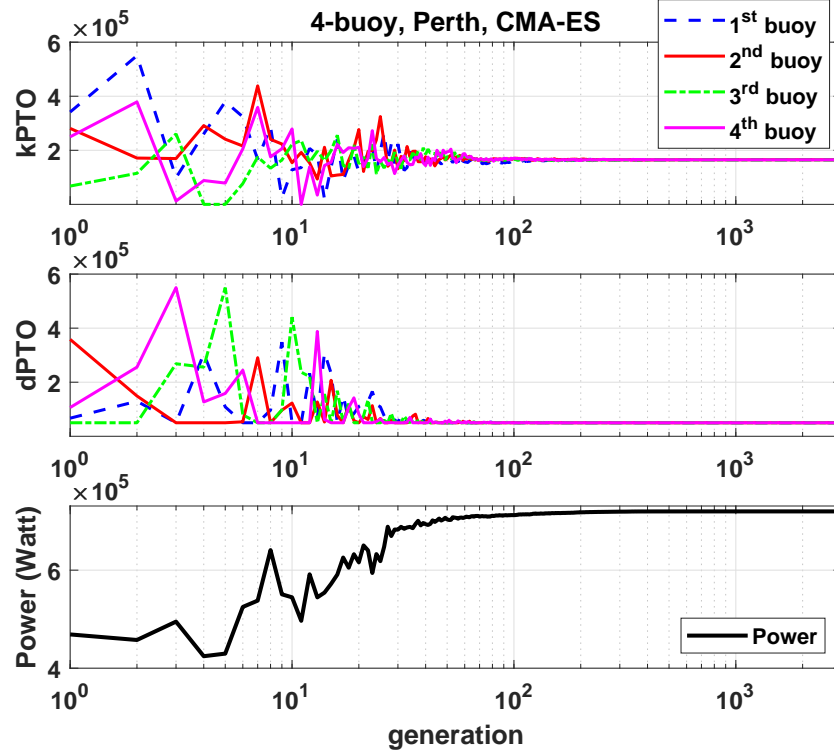 4-buoy, Perth, CMA-ES
×10^5
6
4
2
kPTO
10^0 10^1 10^2 10^3
1st buoy
2nd buoy
3rd buoy
4th buoy
×10^5
6
4
2
dPTO
10^0 10^1 10^2 10^3
×10^5
6
4
Power (Watt)
Power
10^0 10^1 10^2 10^3
generation